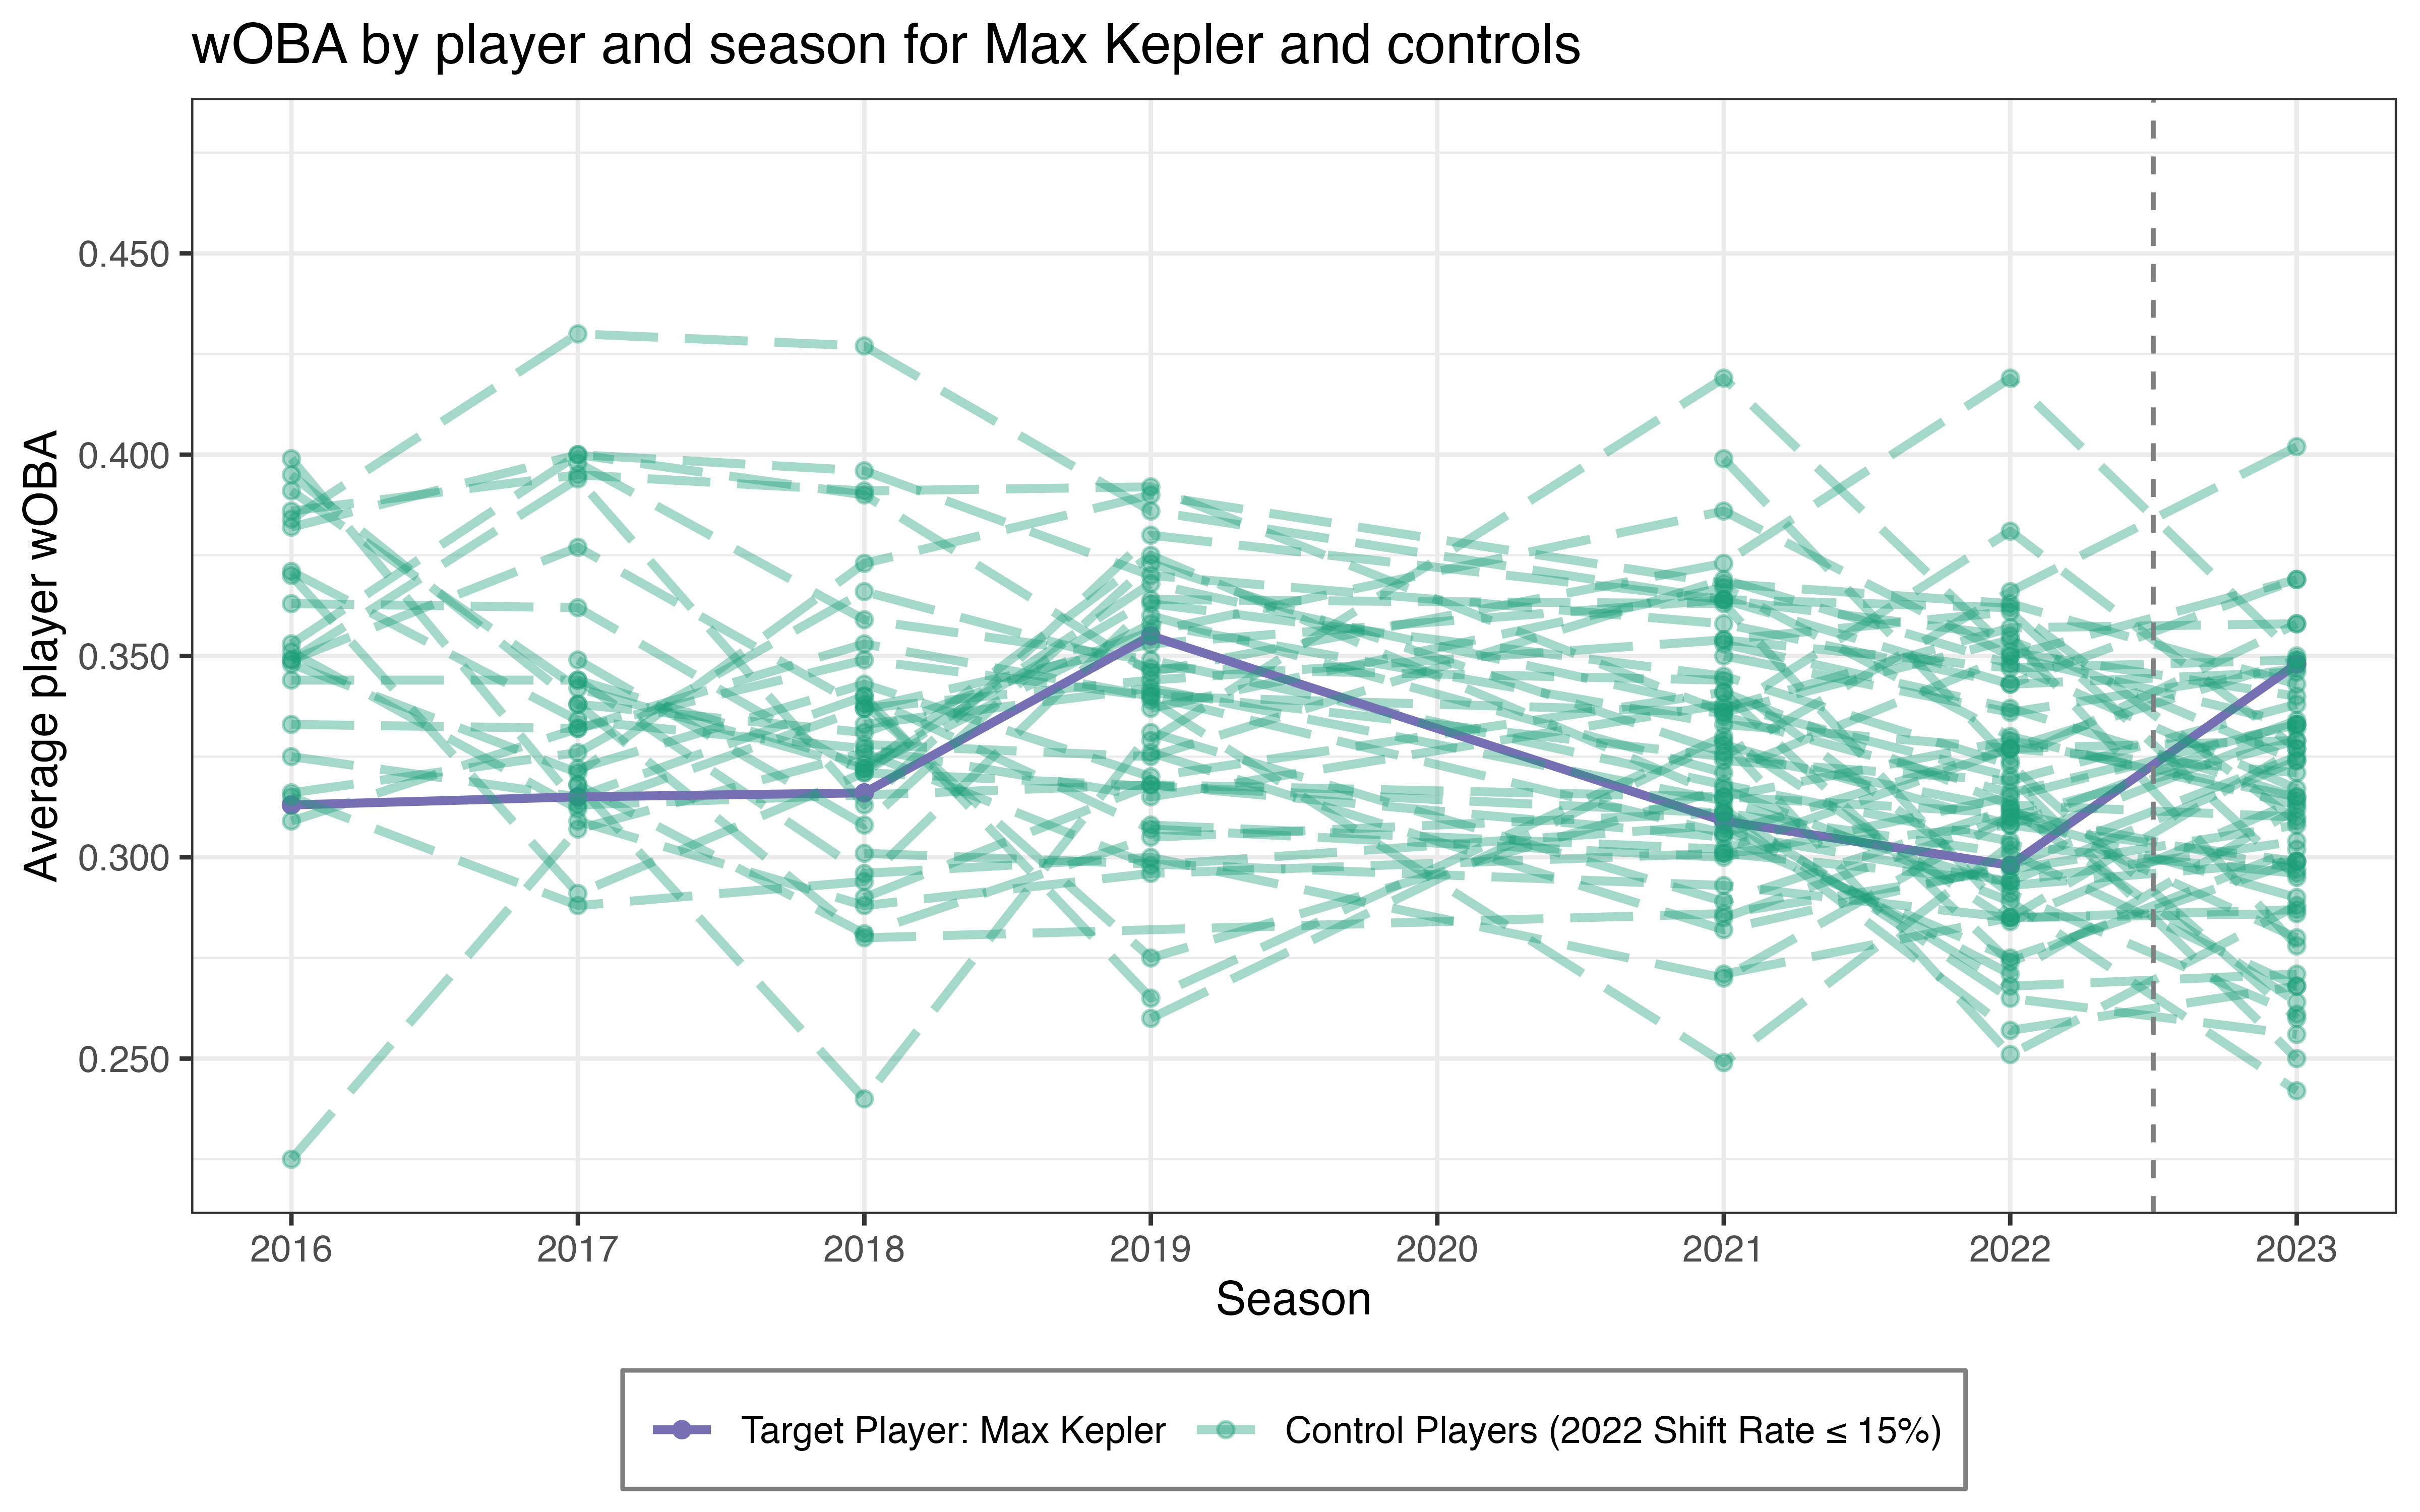 wOBA by player and season for Max Kepler and controls
Average player wOBA
0.450
0.400
0.350
0.300
0.250
2016 2017 2018 2019 2020 2021 2022 2023
Season
Target Player: Max Kepler Control Players (2022 Shift Rate ≤ 15%)